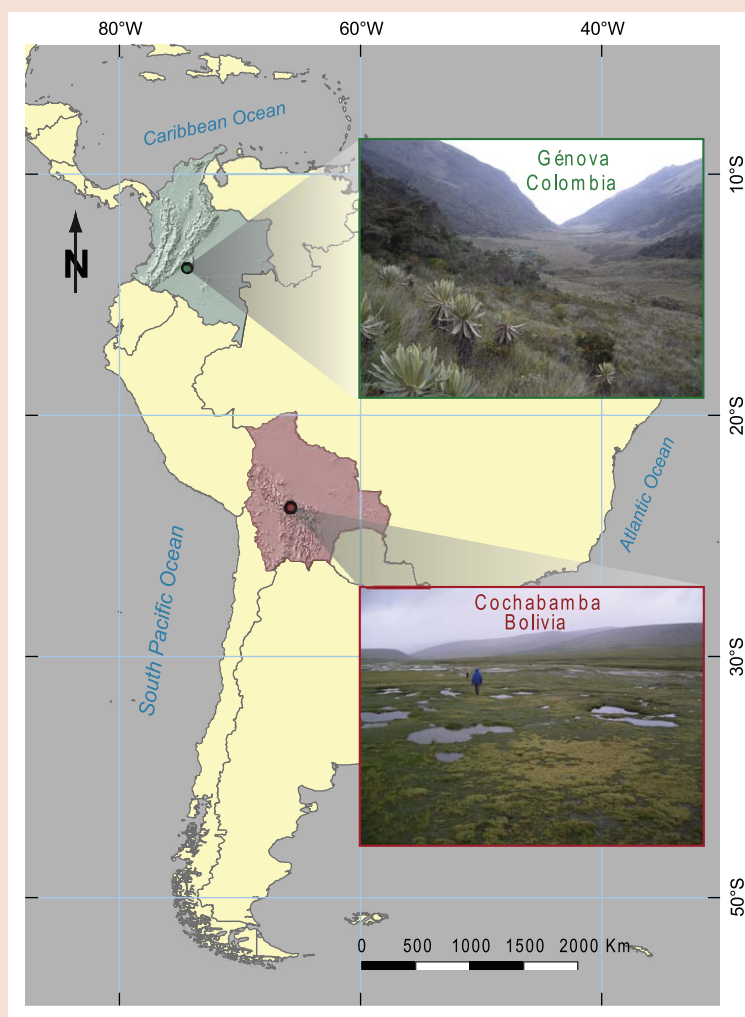 80°W
60°W
40°W
Caribbean Ocean
Génova
Colombia
10°S
N
20°S
Atlantic Ocean
South Pacific Ocean
Cochabamba
Bolivia
30°S
50°S
0 500 1000 1500 2000 Km